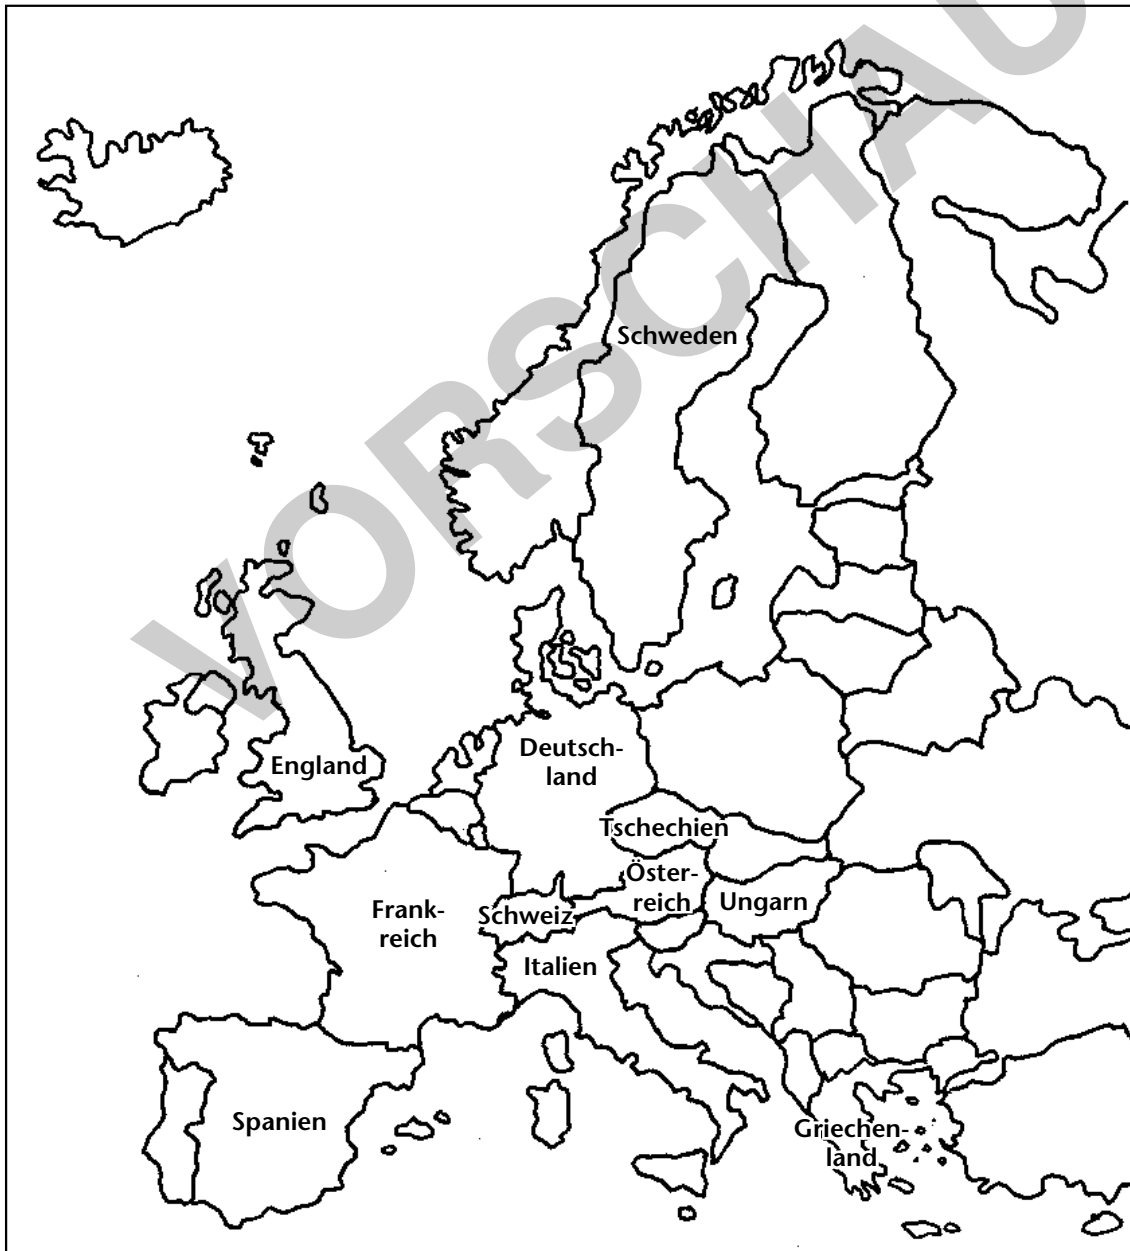 VORSCHAU
Schweden
England
Deutsch-
land
Tschechien
Öster-
reich
Ungarn
Frank-
reich
Schweiz
Italien
Spanien
Griechen-
land